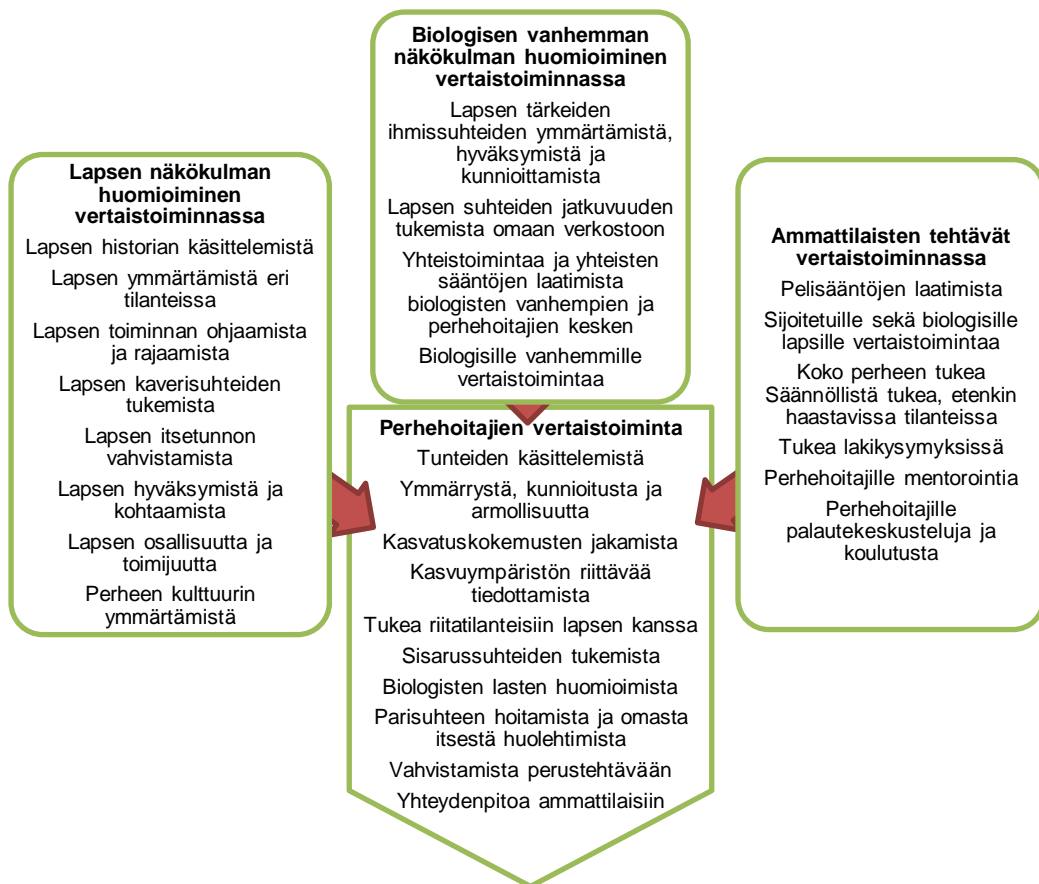 Lapsen näkökulman
huomioiminen
vertaistoiminnassa
Lapsen historian käsittelemistä
Lapsen ymmärtämistä eri
tilanteissa
Lapsen toiminnan ohjaamista
ja rajaamista
Lapsen kaverisuhteiden
tukemista
Lapsen itsetunnon
vahvistamista
Lapsen hyväksymistä ja
kohtaamista
Lapsen osallisuutta ja
toimijuutta
Perheen kulttuurin
ymmärtämistä
Biologisen vanhemman
näkökulman huomioiminen
vertaistoiminnassa
Lapsen tärkeiden
ihmissuhteiden ymmärtämistä,
hyväksymistä ja
kunnioittamista
Lapsen suhteiden jatkuvuuden
tukemista omaan verkostoon
Yhteistoimintaa ja yhteisten
sääntöjen laatimista
biologisten vanhempien ja
perhehoitajien kesken
Biologisille vanhemmille
vertaistoimintaa
Ammattilaisten tehtävät
vertaistoiminnassa
Pelisääntöjen laatimista
Sijoitetuille sekä biologisille
lapsille vertaistoimintaa
Koko perheen tukea
Säännöllistä tukea, etenkin
haastavissa tilanteissa
Tukea lakikysymyksissä
Perhehoitajille mentorointia
Perhehoitajille
palautekeskusteluja ja
koulutusta
Perhehoitajien vertaistoiminta
Tunteiden käsittelemistä
Ymmärrystä, kunnioitusta ja
armollisuutta
Kasvatuskokemusten jakamista
Kasvuympäristön riittävää
tiedottamista
Tukea riitatilanteisiin lapsen kanssa
Sisarussuhteiden tukemista
Biologisten lasten huomioimista
Parisuhteen hoitamista ja omasta
itsestä huolehtimista
Vahvistamista perustehtävään
Yhteydenpitoa ammattilaisiin